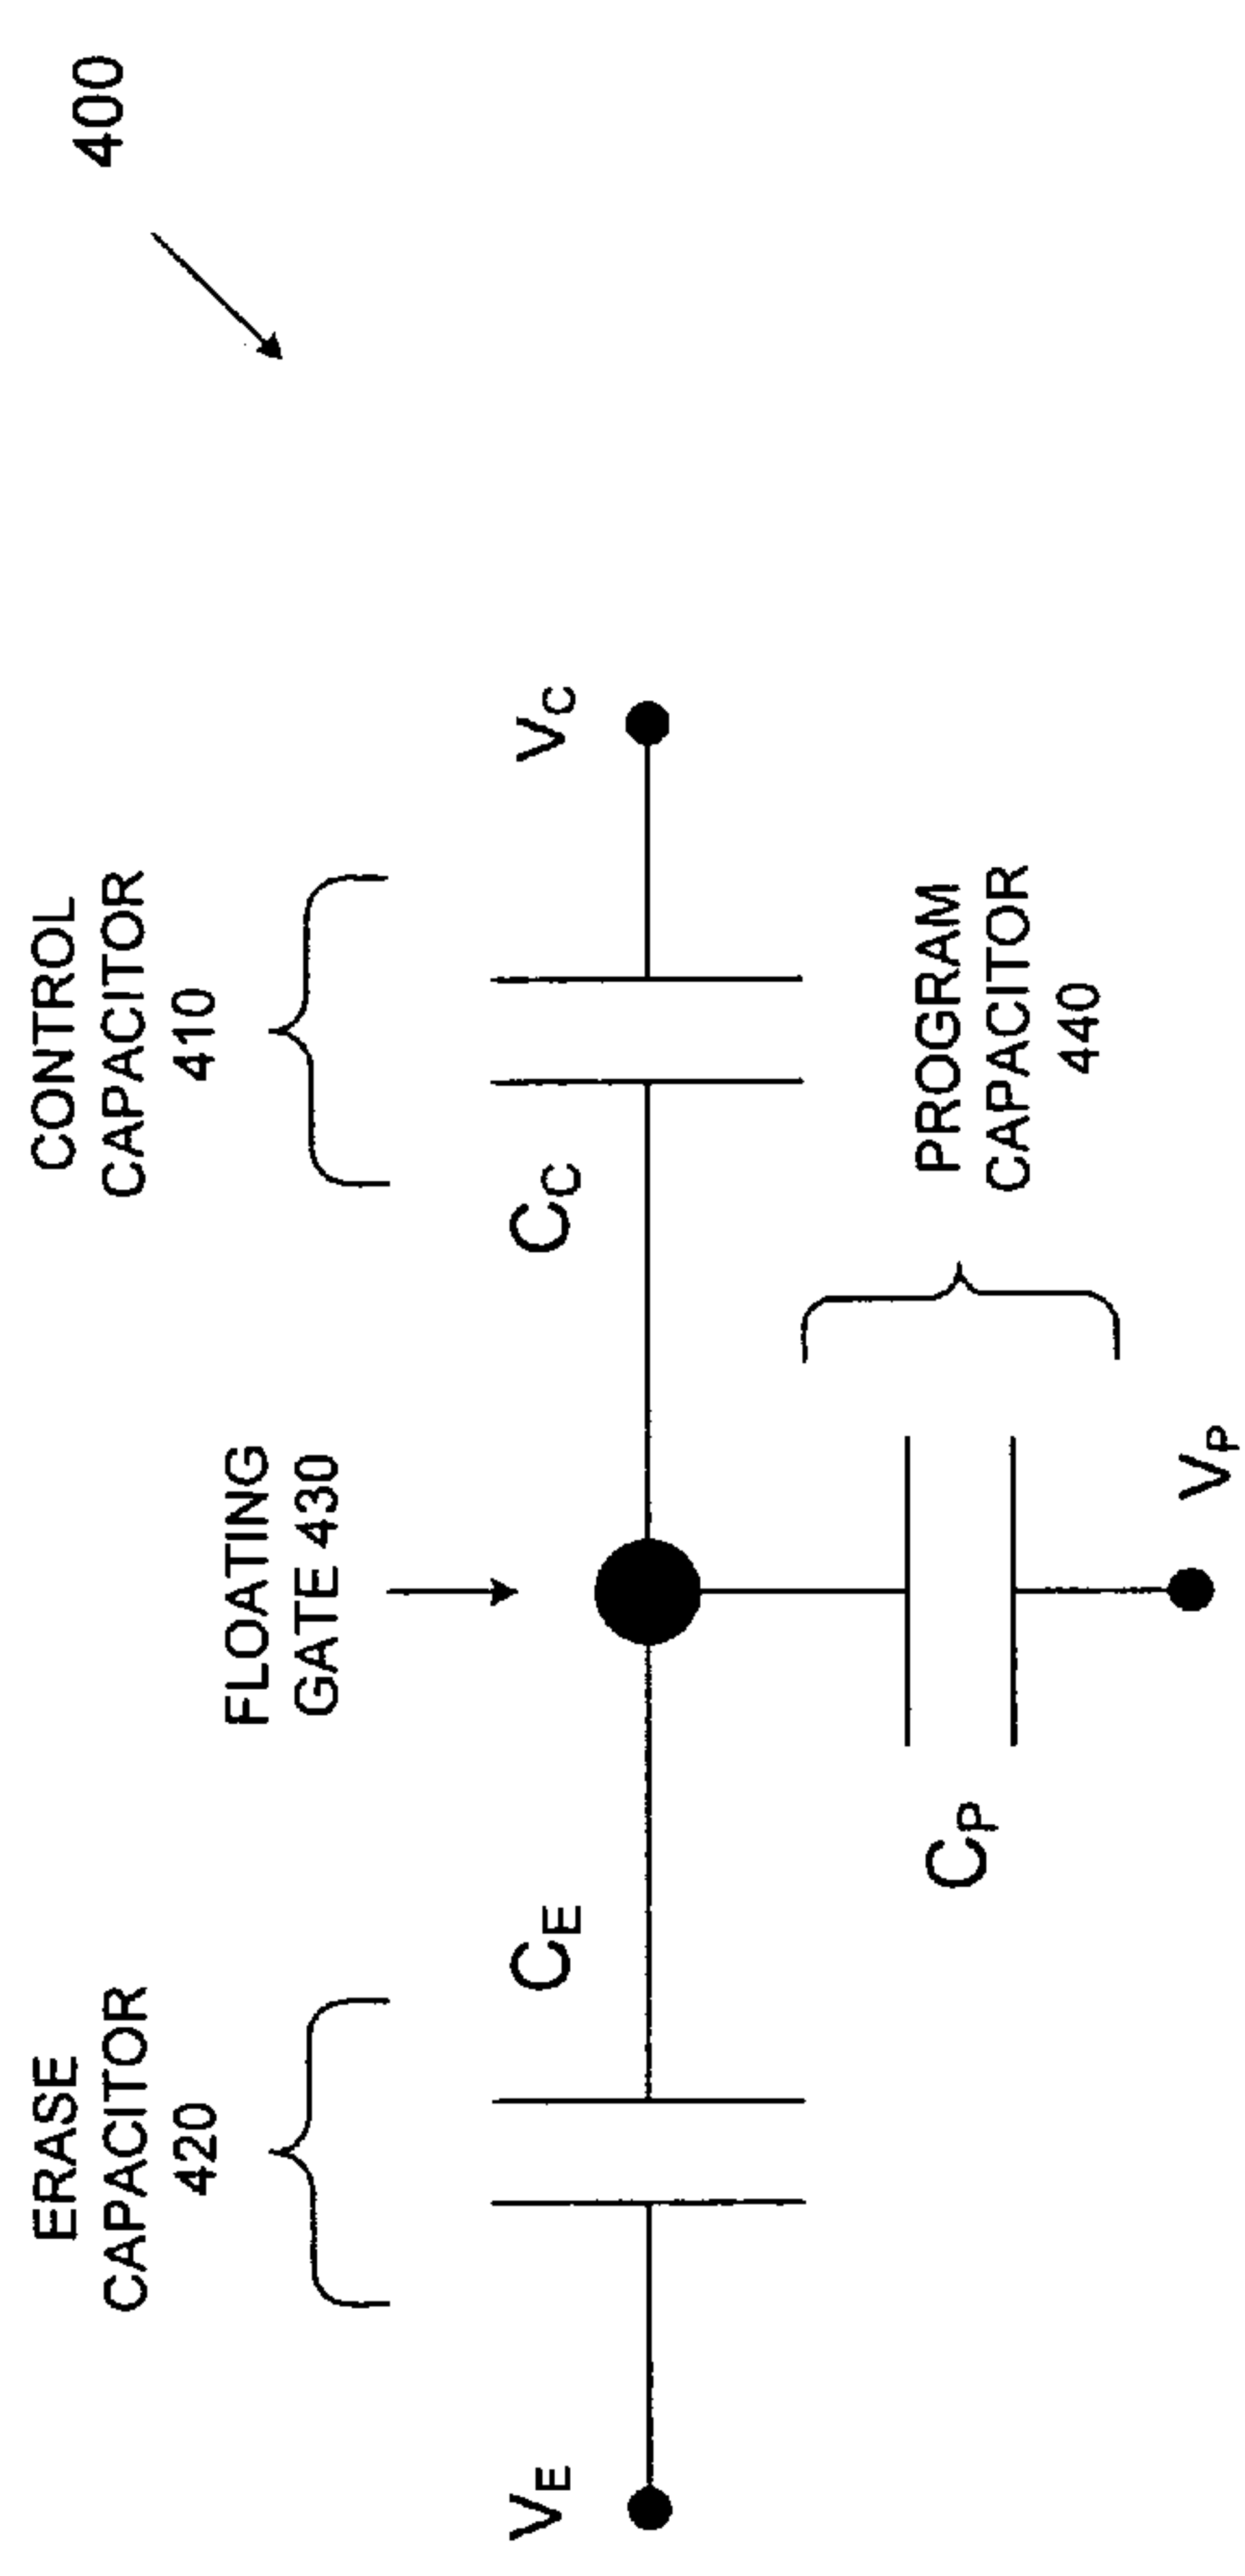 400
ERASE
CAPACITOR
420
FLOATING
GATE 430
CONTROL
CAPACITOR
410
VE
CE
CC
VC
CP
PROGRAM
CAPACITOR
440
VP